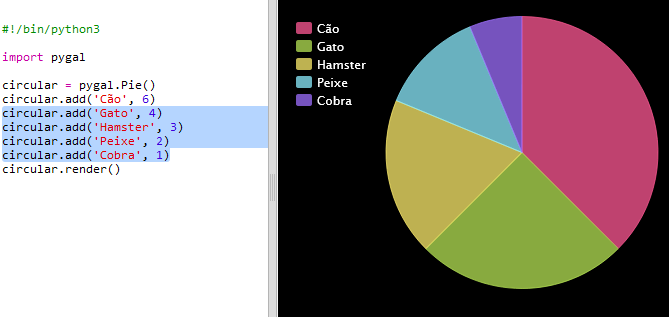 #!/bin/python3
import pygal
circular = pygal.Pie()
circular.add('Cão', 6)
circular.add('Gato', 4)
circular.add('Hamster', 3)
circular.add('Peixe', 2)
circular.add('Cobra', 1)
circular.render()
Cão
Gato
Hamster
Peixe
Cobra